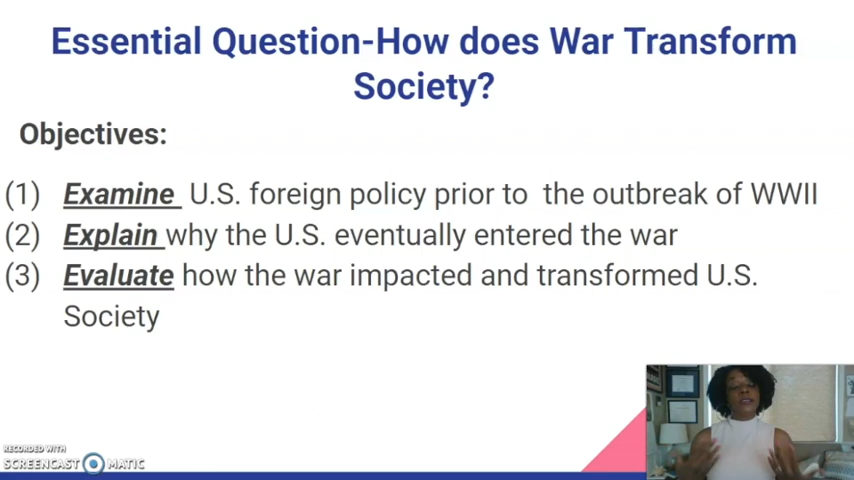 Essential Question-How does War Transform
Society?
Objectives:
(1) Examine U.S. foreign policy prior to the outbreak of WWII
(2) Explain why the U.S. eventually entered the war
(3) Evaluate how the war impacted and transformed U.S.
Society
RECORDED WITH
SCREENCAST MATIC